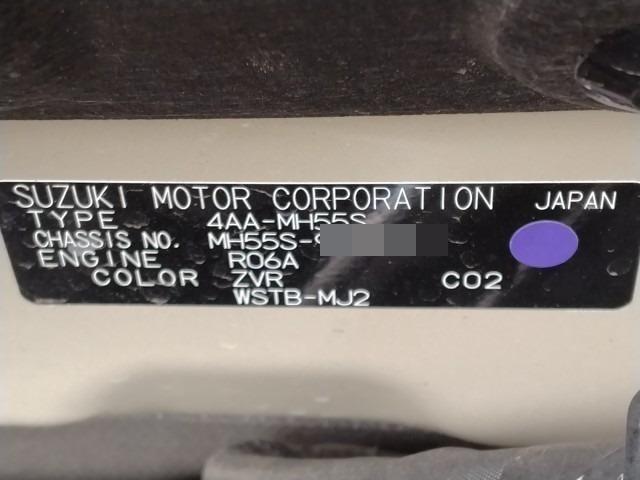 SUZUKI MOTOR CORPORATION JAPAN
TYPE 4AA-MH55S
CHASSIS NO. MH55S-
ENGINE R06A
COLOR ZVR C02
WSTB-MJ2